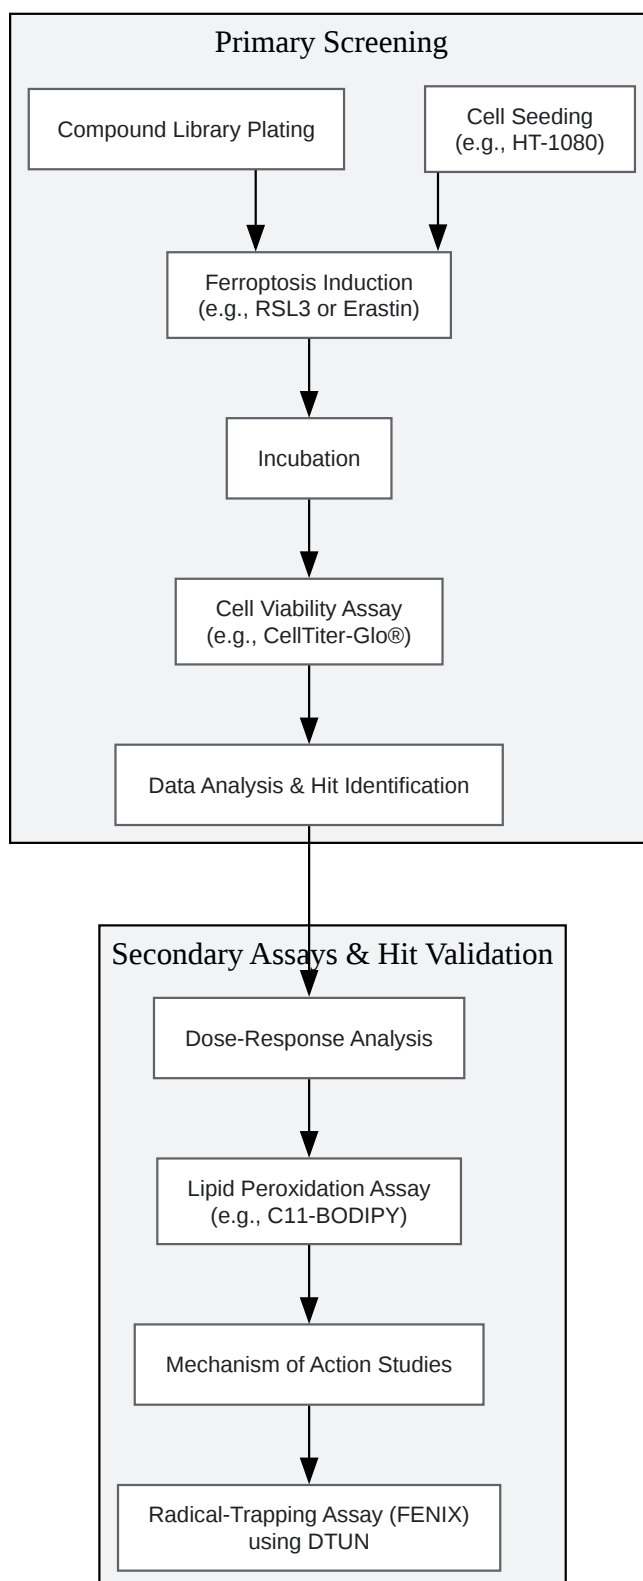 Primary Screening
Compound Library Plating
Cell Seeding
(e.g., HT-1080)
Ferroptosis Induction
(e.g., RSL3 or Erastin)
Incubation
Cell Viability Assay
(e.g., CellTiter-Glo®)
Data Analysis & Hit Identification
Secondary Assays & Hit Validation
Dose-Response Analysis
Lipid Peroxidation Assay
(e.g., C11-BODIPY)
Mechanism of Action Studies
Radical-Trapping Assay (FENIX)
using DTUN